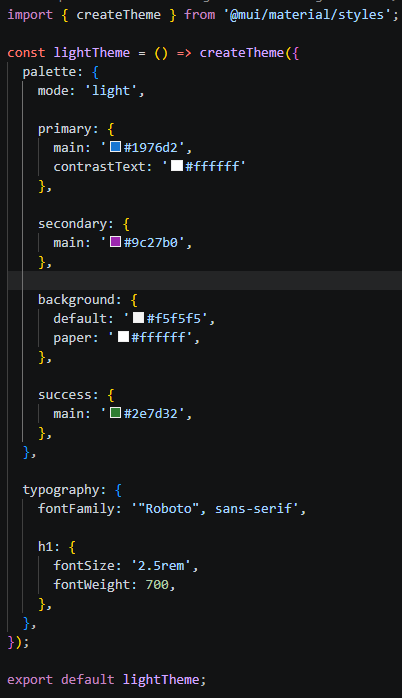 import { createTheme } from '@mui/material/styles';
const lightTheme = () => createTheme({
palette: {
mode: 'light',
primary: {
main: '#1976d2',
contrastText: '#ffffff'
},
secondary: {
main: '#9c27b0',
},
background: {
default: '#f5f5f5',
paper: '#ffffff',
},
success: {
main: '#2e7d32',
},
},
typography: {
fontFamily: '"Roboto", sans-serif',
h1: {
fontSize: '2.5rem',
fontWeight: 700,
},
},
});
export default lightTheme;